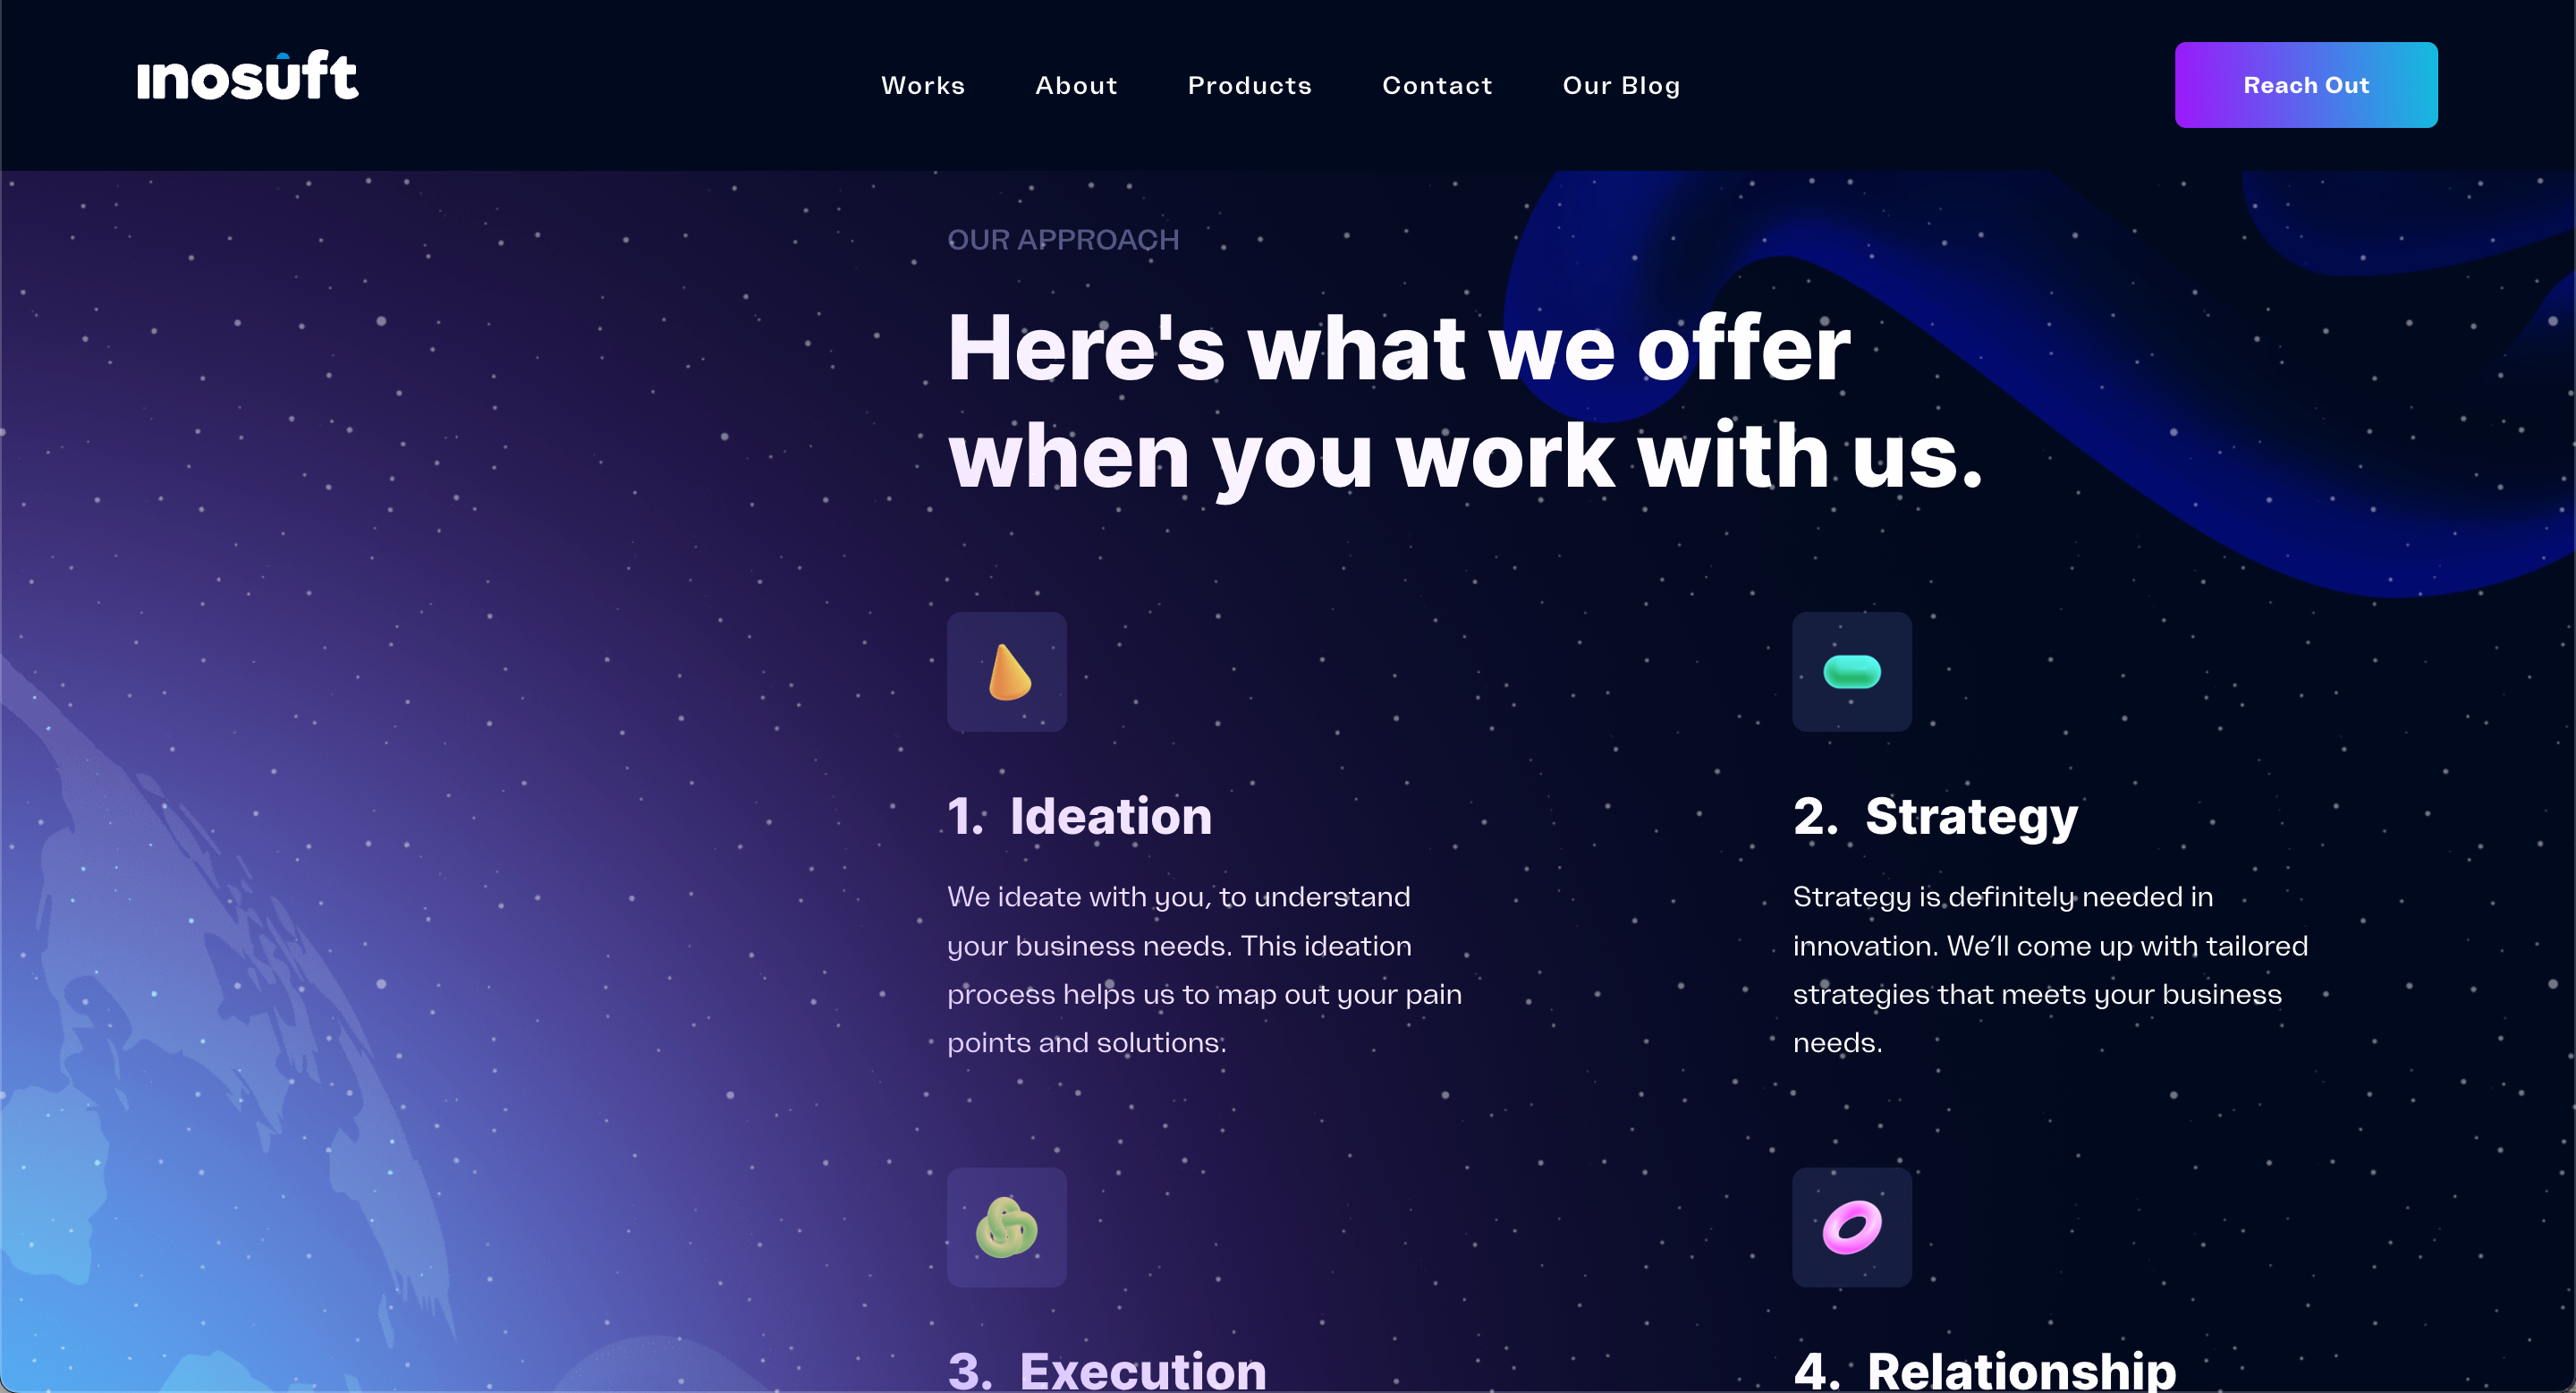 inosuft
Works About Products Contact Our Blog
Reach Out
OUR APPROACH
Here's what we offer
when you work with us.
1. Ideation
We ideate with you, to understand
your business needs. This ideation
process helps us to map out your pain
points and solutions.
2. Strategy
Strategy is definitely needed in
innovation. We’ll come up with tailored
strategies that meets your business
needs.
3. Execution
4. Relationship